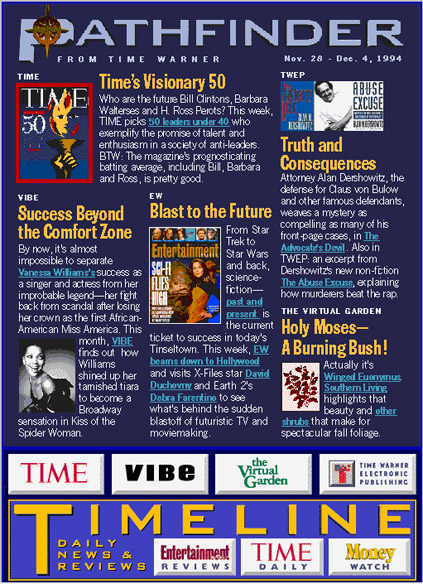 PATHFINDER
FROM TIME WARNER
Nov. 28 - Dec. 4, 1994
TIME
TIME
50
Time's Visionary 50
Who are the future Bill Clintons, Barbara
Walterses and H. Ross Perots? This week,
TIME picks 50 leaders under 40 who
exemplify the promise of talent and
enthusiasm in a society of anti-leaders.
BTW: The magazine's prognosticating
batting average, including Bill, Barbara
and Ross, is pretty good.
VIBE
Success Beyond
the Comfort Zone
By now, it's almost
impossible to separate
Vanessa Williams's success as
a singer and actress from her
improbable legend—her fight
back from scandal after losing
her crown as the first African-
American Miss America. This
month, VIBE
finds out how
Williams
shined up her
tarnished tiara
to become a
Broadway
sensation in Kiss of the
Spider Woman.
EW
Blast to the Future
Entertainment
SCI-FI
FLIES
HIGH
From Star
Trek to
Star Wars
and back,
science-
fiction—
past and
present is
the current
ticket to success in today's
Tinseltown. This week, EW
beams down to Hollywood
and visits X-Files star David
Duchovny and Earth 2's
Debra Farentino to see
what's behind the sudden
blastoff of futuristic TV and
moviemaking.
TWEP
ABUSE
EXCUSE
Truth and
Consequences
Attorney Alan Dershowitz, the
defense for Claus von Bulow
and other famous defendants,
weaves a mystery as
compelling as many of his
front-page cases, in The
Advocate's Devil. Also in
TWEP: an excerpt from
Dershowitz's new non-fiction
The Abuse Excuse, explaining
how murderers beat the rap.
THE VIRTUAL GARDEN
Holy Moses—
A Burning Bush!
Actually it's
Winged Euonymus.
Southern Living
highlights that
beauty and other
shrubs that make for
spectacular fall foliage.
TIME
VIBE
the
Virtual
Garden
TIME WARNER
ELECTRONIC
PUBLISHING
TIMELINE
DAILY
NEWS &
REVIEWS
Entertainment
REVIEWS
TIME
DAILY
Money
WATCH